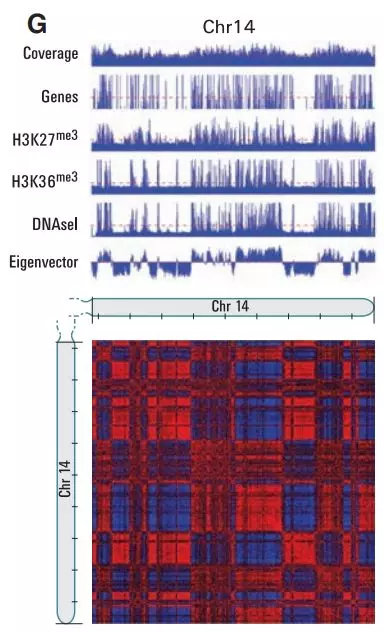 G
Chr14
Coverage
Genes
H3K27me3
H3K36me3
DNAseI
Eigenvector
Chr 14
Chr 14